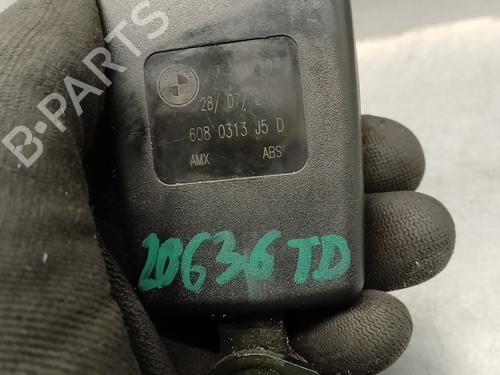 28/ 07/
608 0313 J5 D
AMX ABS
20636 TD
B-PARTS